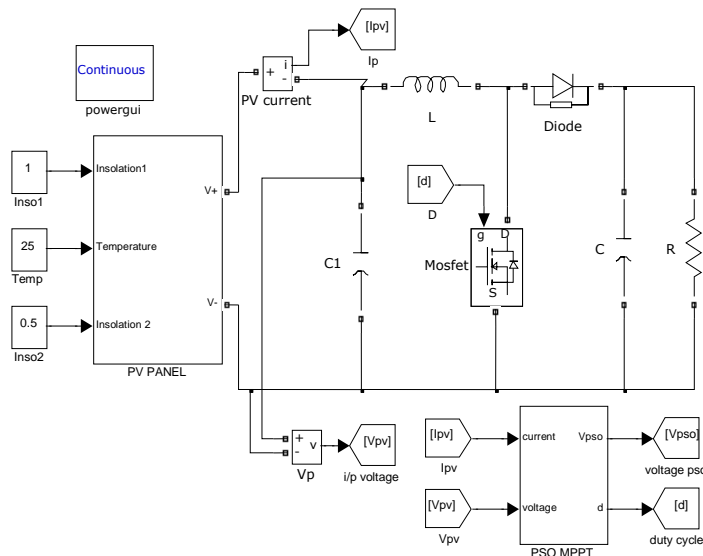 [Ipv]
Ip
Continuous
powergui
+
i
-
PV current
L
Diode
1
Inso1
Insolation1
V+
[d]
D
25
Temp
Temperature
g
D
Mosfet
S
C1
C
R
V-
0.5
Inso2
Insolation 2
PV PANEL
+
-
v
Vp
[Vpv]
i/p voltage
[Ipv]
Ipv
current
Vpso
[Vpso]
voltage pso
[Vpv]
Vpv
voltage
d
[d]
duty cycle
PSO MPPT